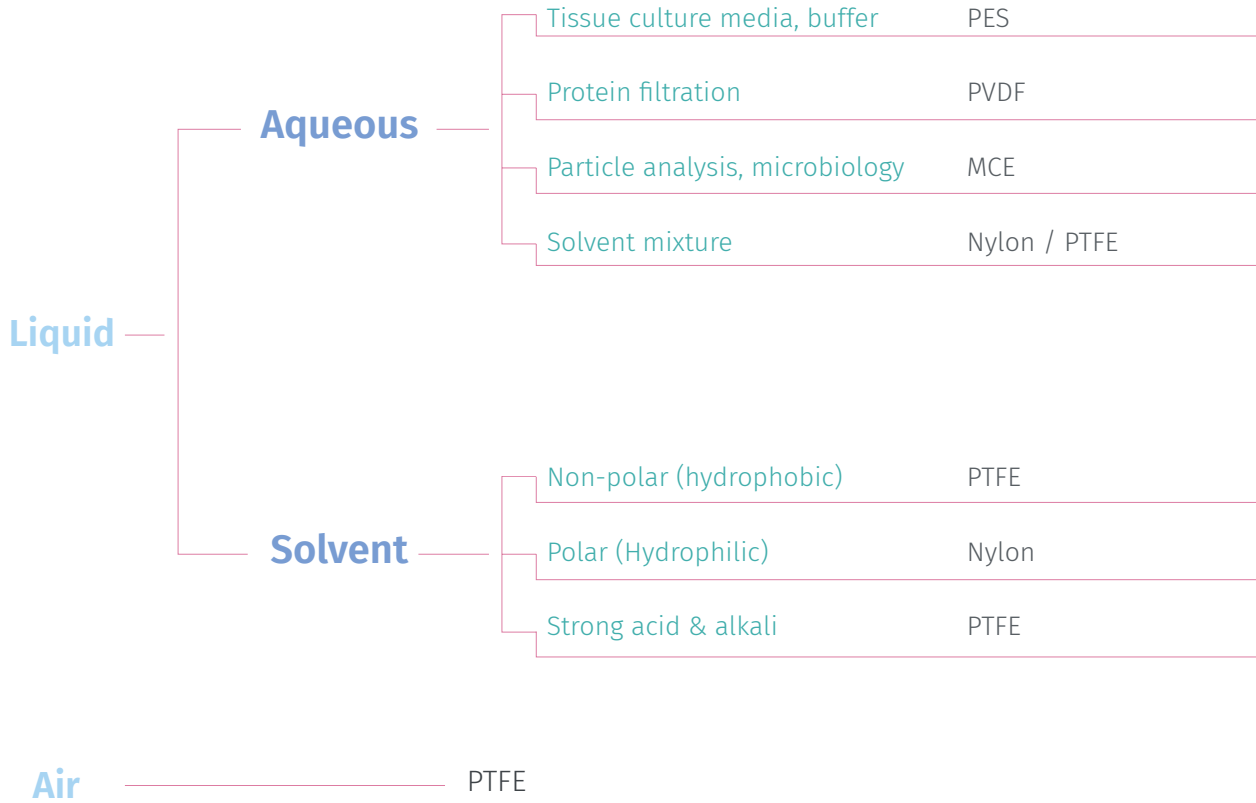 Tissue culture media, buffer PES
Protein filtration PVDF
Aqueous
Particle analysis, microbiology MCE
Solvent mixture Nylon / PTFE
Liquid
Non-polar (hydrophobic) PTFE
Solvent
Polar (Hydrophilic) Nylon
Strong acid & alkali PTFE
Air PTFE